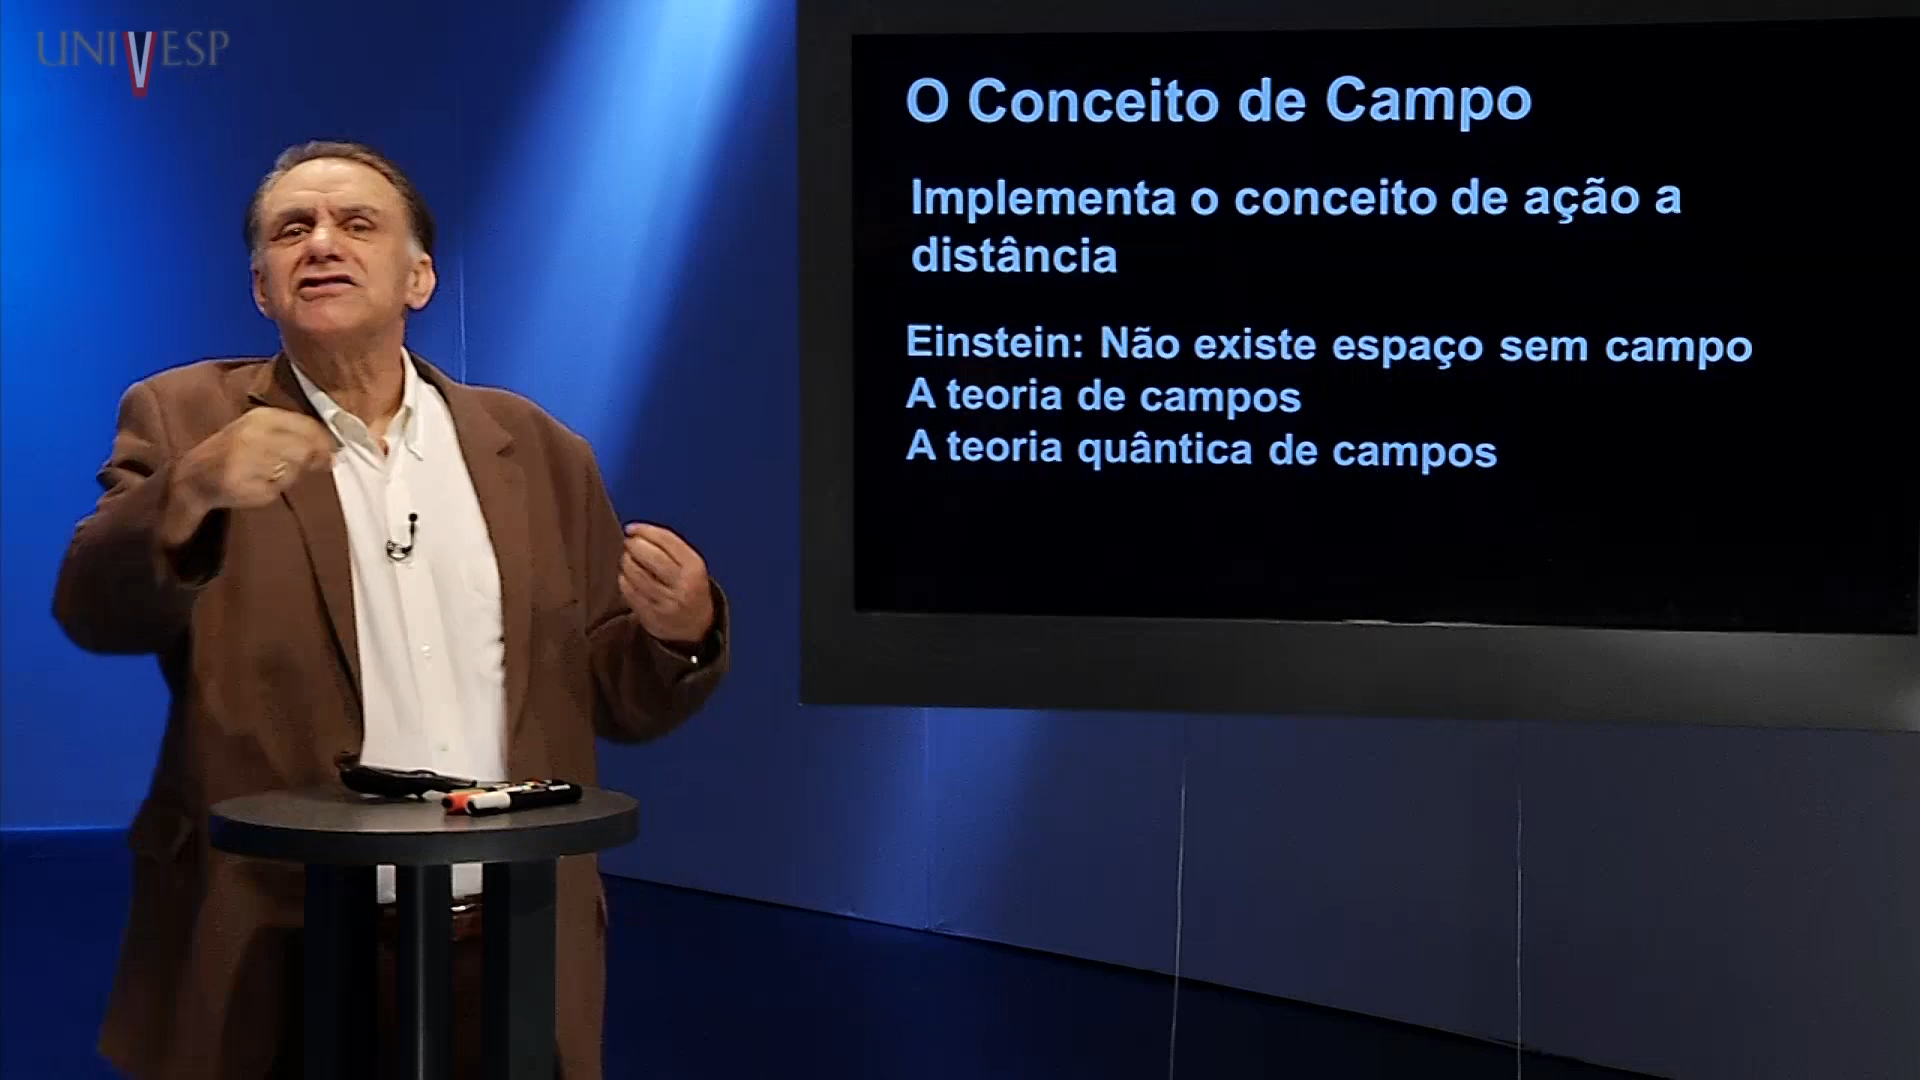 UNIVESP
O Conceito de Campo
Implementa o conceito de ação a
distância
Einstein: Não existe espaço sem campo
A teoria de campos
A teoria quântica de campos